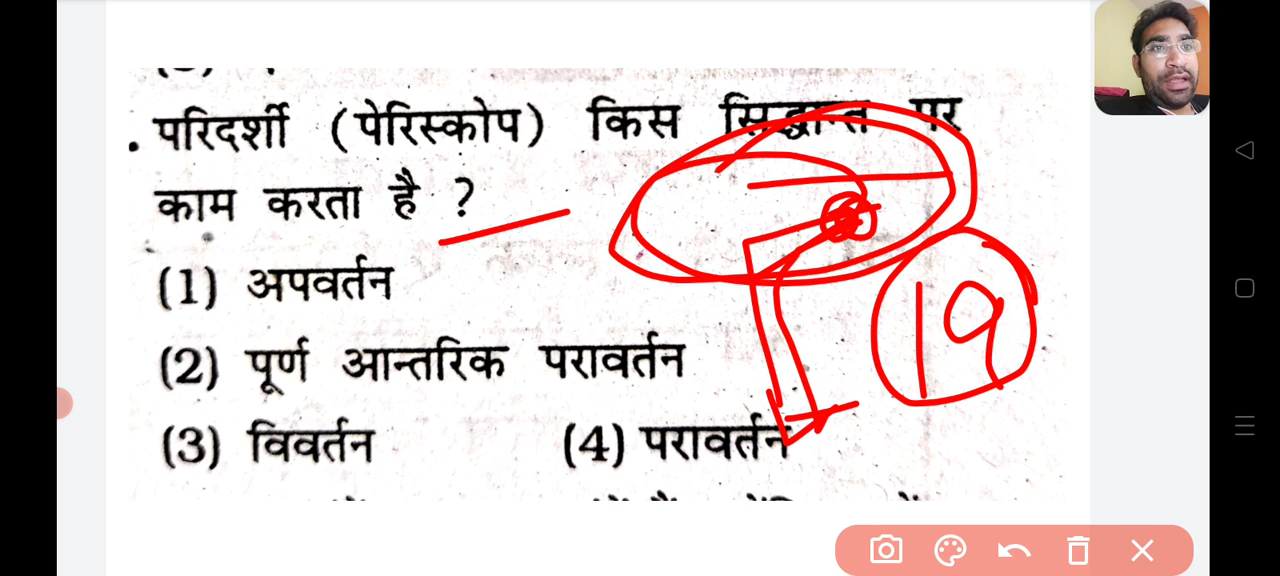 परिदर्शी (पेरिस्कोप) किस सिद्धान्त पर
काम करता है ?
(1) अपवर्तन
(2) पूर्ण आन्तरिक परावर्तन
(3) विवर्तन (4) परावर्तन
19